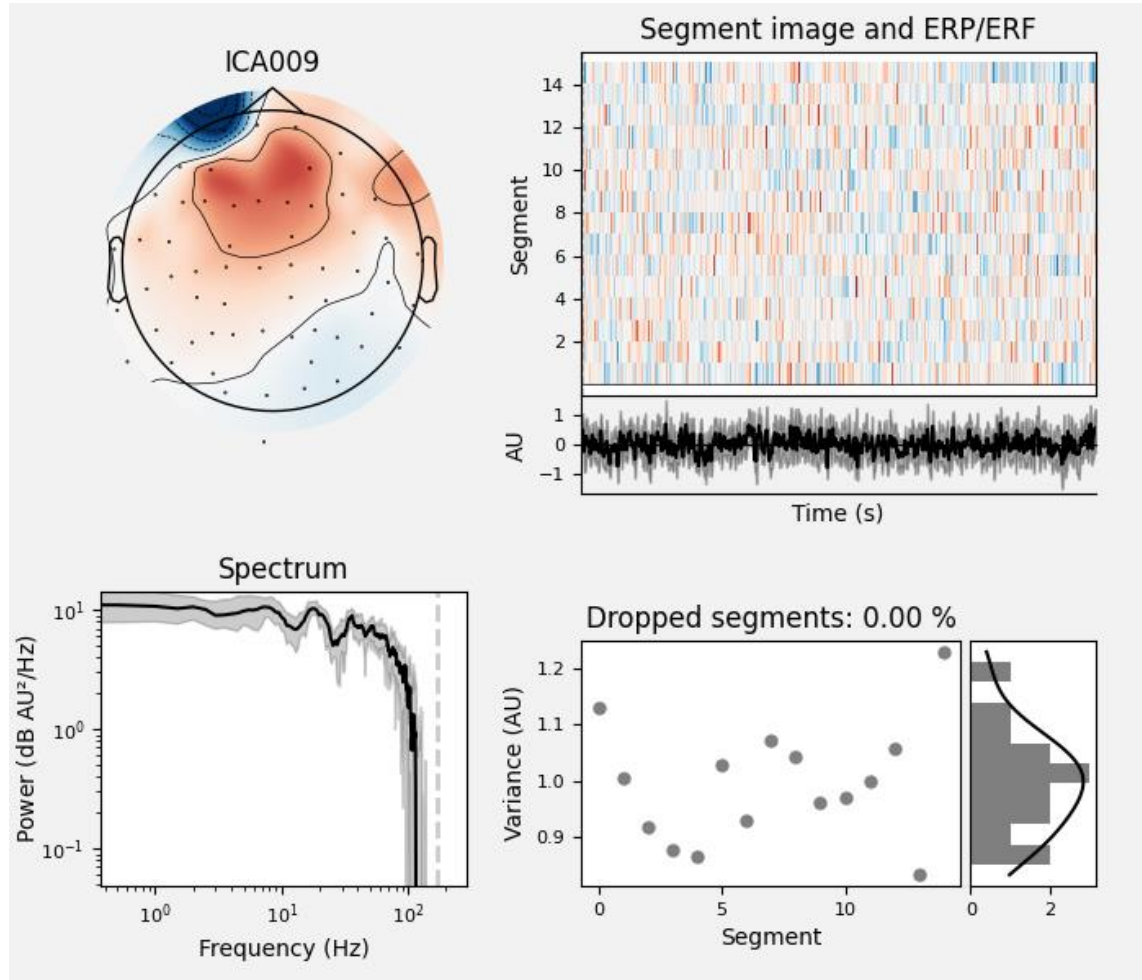 ICA009
Segment image and ERP/ERF
14
12
10
8
6
4
2
Segment
1
0
−1
AU
Time (s)
Spectrum
10¹
10⁰
10⁻¹
Power (dB AU²/Hz)
10⁰ 10¹ 10²
Frequency (Hz)
Dropped segments: 0.00 %
1.2
1.1
1.0
0.9
Variance (AU)
0 5 10
Segment
0 2